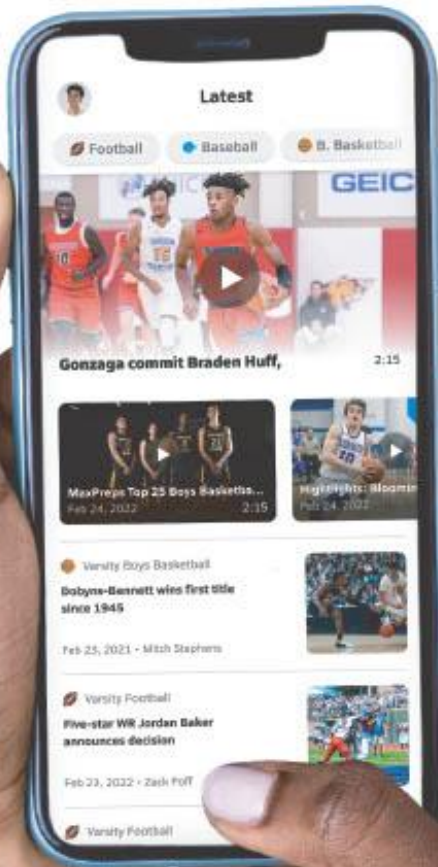 Latest
Football
Baseball
B. Basketball
GEIC
Gonzaga commit Braden Huff,
2:15
MaxPreps Top 25 Boys Basketba...
Feb 24, 2022
2:15
Highlights: Bloomin
Feb 24, 2022
Varsity Boys Basketball
Dobyns-Bennett wins first title
since 1945
Feb 23, 2021 • Mitch Stephens
Varsity Football
Five-star WR Jordan Baker
announces decision
Feb 23, 2022 • Zack Poff
Varsity Football